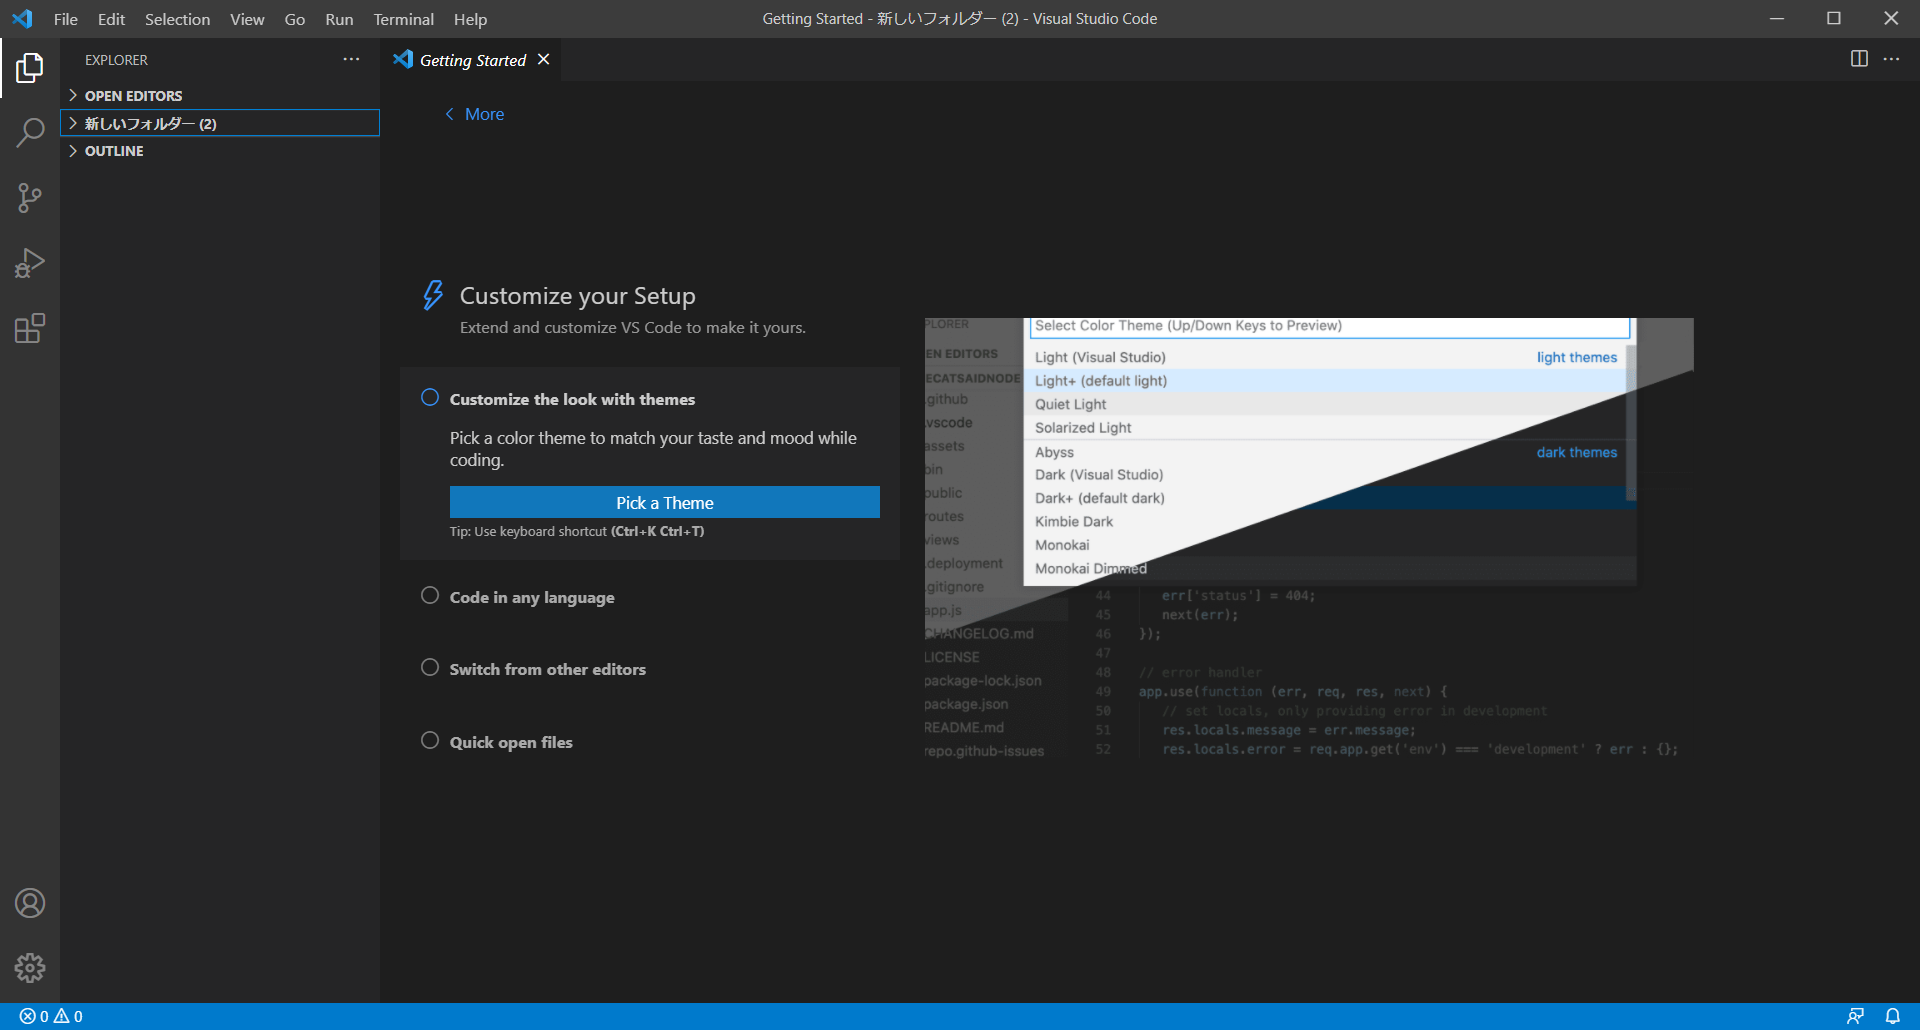 File Edit Selection View Go Run Terminal Help
Getting Started - 新しいフォルダー (2) - Visual Studio Code
EXPLORER
OPEN EDITORS
新しいフォルダー (2)
OUTLINE
Getting Started
More
Customize your Setup
Extend and customize VS Code to make it yours.
Customize the look with themes
Pick a color theme to match your taste and mood while
coding.
Pick a Theme
Tip: Use keyboard shortcut (Ctrl+K Ctrl+T)
Code in any language
Switch from other editors
Quick open files
PLORER
EN EDITORS
ECATSAIDNODE
.github
.vscode
assets
bin
public
routes
views
.deployment
.gitignore
app.js
CHANGELOG.md
LICENSE
package-lock.json
package.json
README.md
repo.github-issues
Select Color Theme (Up/Down Keys to Preview)
Light (Visual Studio) light themes
Light+ (default light)
Quiet Light
Solarized Light
Abyss dark themes
Dark (Visual Studio)
Dark+ (default dark)
Kimbie Dark
Monokai
Monokai Dimmed
44 err['status'] = 404;
45 next(err);
46 });
47
48 // error handler
49 app.use(function (err, req, res, next) {
50 // set locals, only providing error in development
51 res.locals.message = err.message;
52 res.locals.error = req.app.get('env') === 'development' ? err : {};
0 0